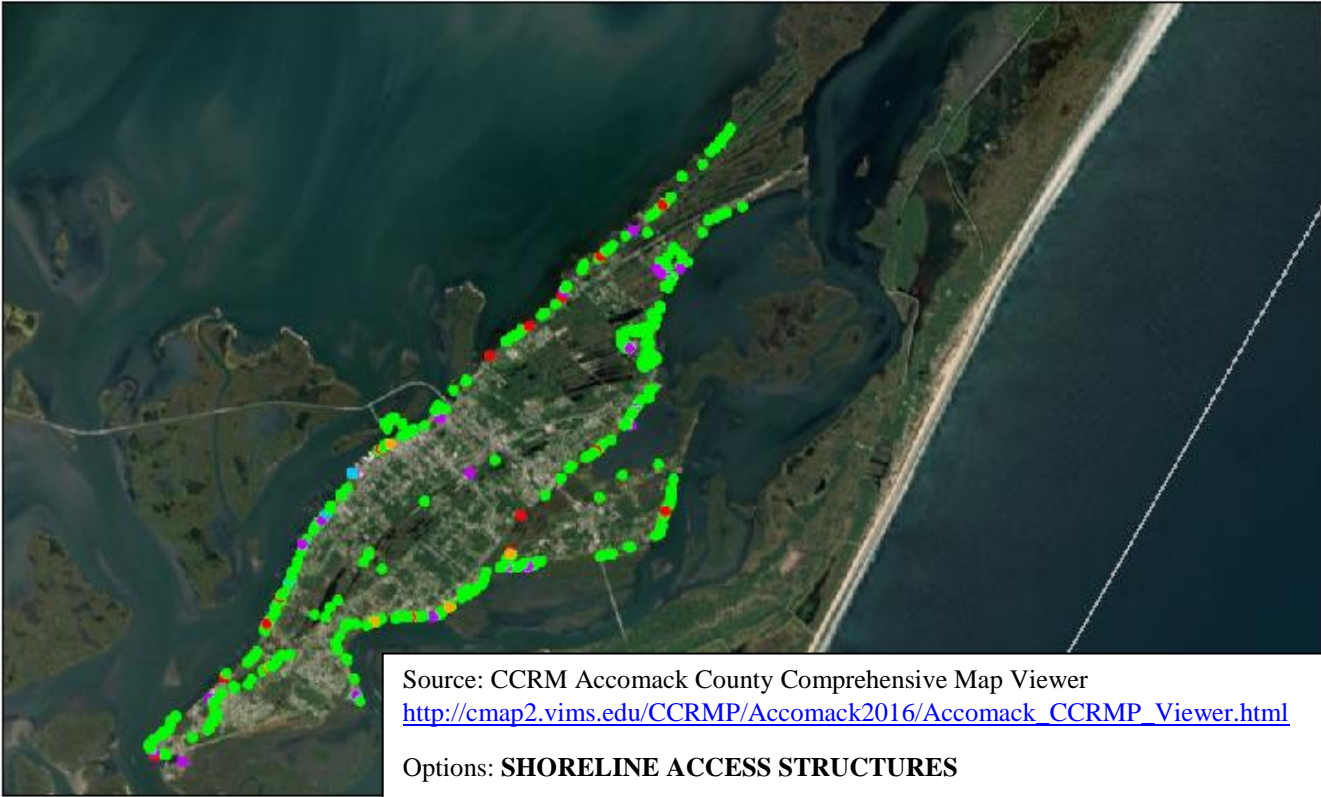 Source: CCRM Accomack County Comprehensive Map Viewer
http://cmap2.vims.edu/CCRMP/Accomack2016/Accomack_CCRMP_Viewer.html
Options: SHORELINE ACCESS STRUCTURES